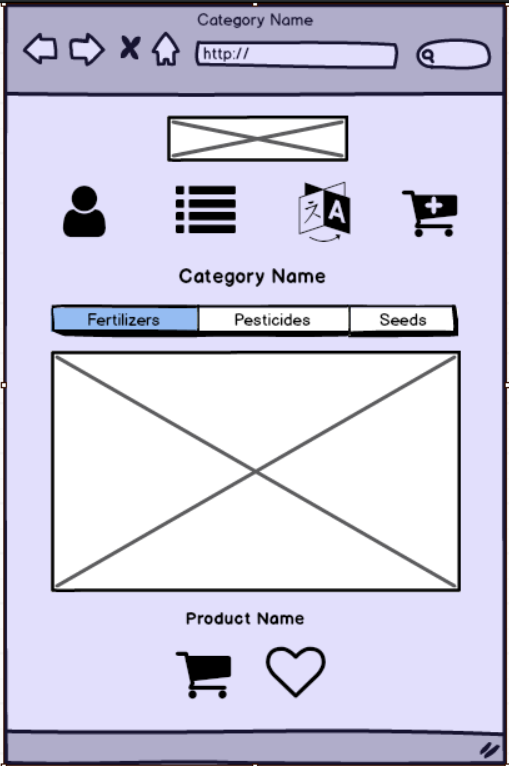 Category Name
http://
Category Name
Fertilizers Pesticides Seeds
Product Name